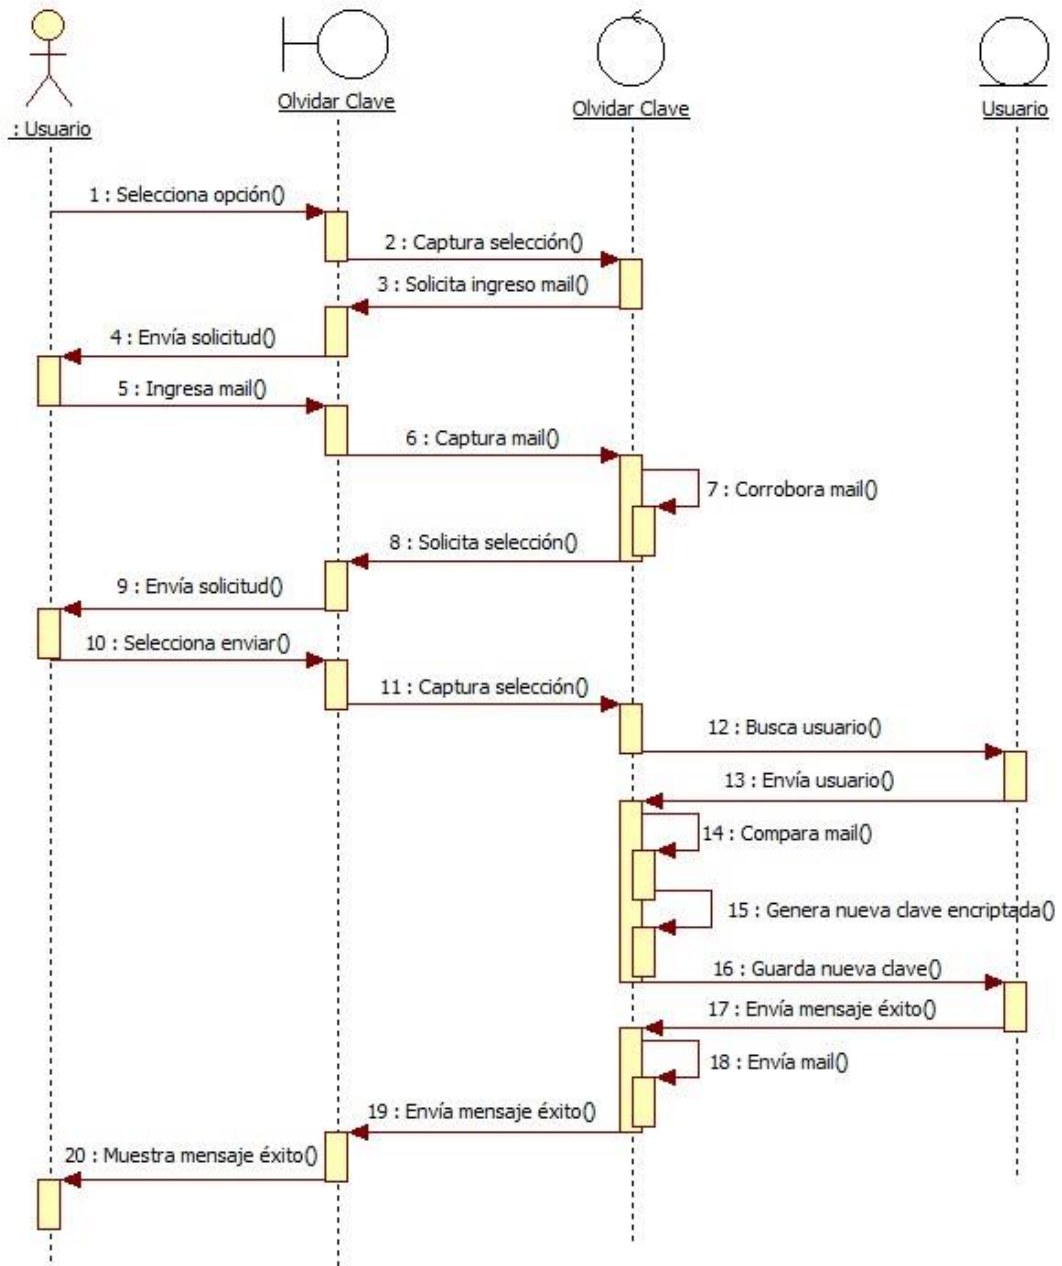 : Usuario
Olvidar Clave
Olvidar Clave
Usuario
1 : Selecciona opción()
2 : Captura selección()
3 : Solicita ingreso mail()
4 : Envía solicitud()
5 : Ingresa mail()
6 : Captura mail()
7 : Corrobora mail()
8 : Solicita selección()
9 : Envía solicitud()
10 : Selecciona enviar()
11 : Captura selección()
12 : Busca usuario()
13 : Envía usuario()
14 : Compara mail()
15 : Genera nueva clave encriptada()
16 : Guarda nueva clave()
17 : Envía mensaje éxito()
18 : Envía mail()
19 : Envía mensaje éxito()
20 : Muestra mensaje éxito()